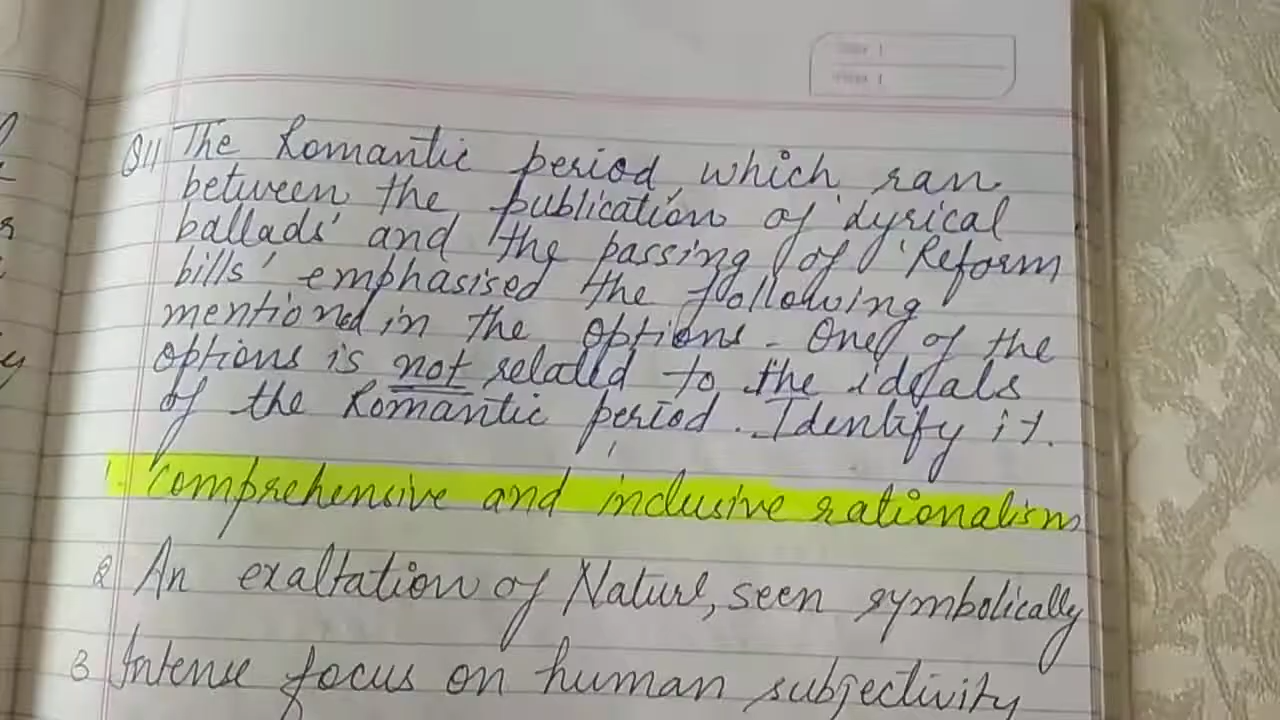 Q11 The Romantic period, which ran
between the publication of 'Lyrical
ballads' and the passing of 'Reform
bills' emphasised the following
mentioned in the options. One of the
options is not related to the ideals
of the Romantic period. Identify it.
1. Comprehensive and inclusive rationalism
2 An exaltation of Nature, seen symbolically
3 Intense focus on human subjectivity